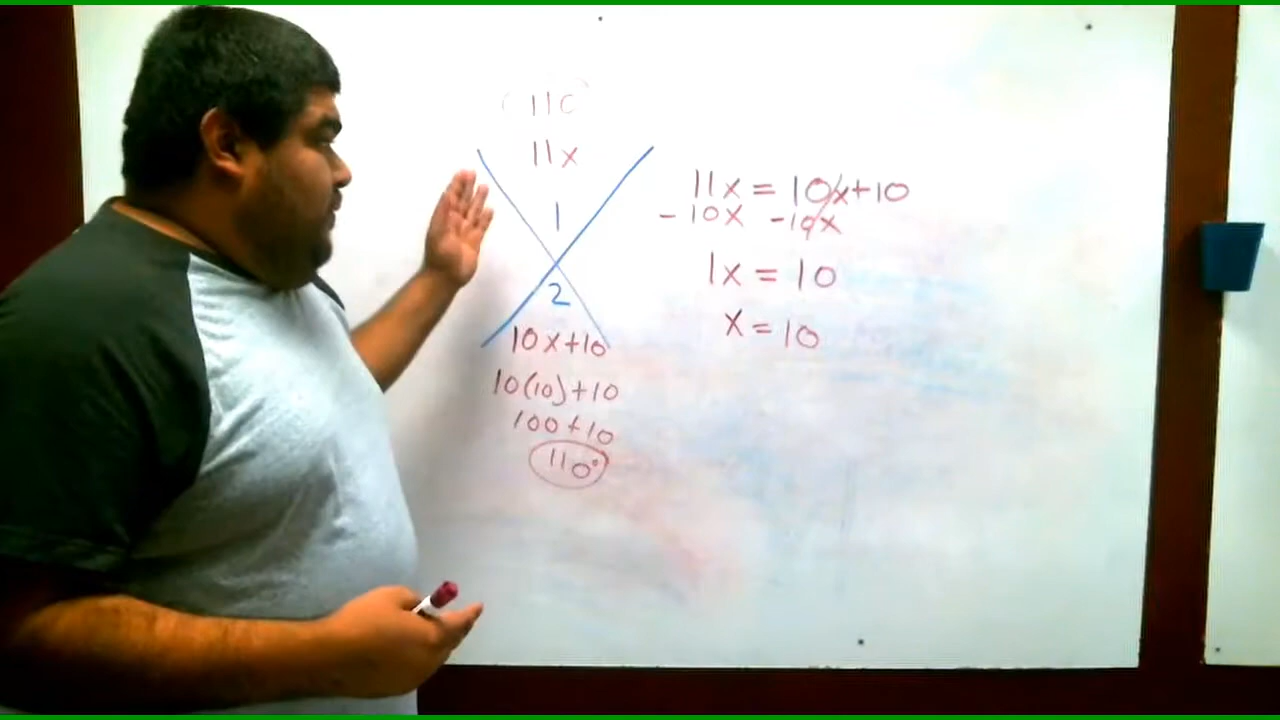 11x
1
2
10x+10
10(10)+10
100+10
110°
11x = 10x+10
-10x -10x
1x = 10
x = 10